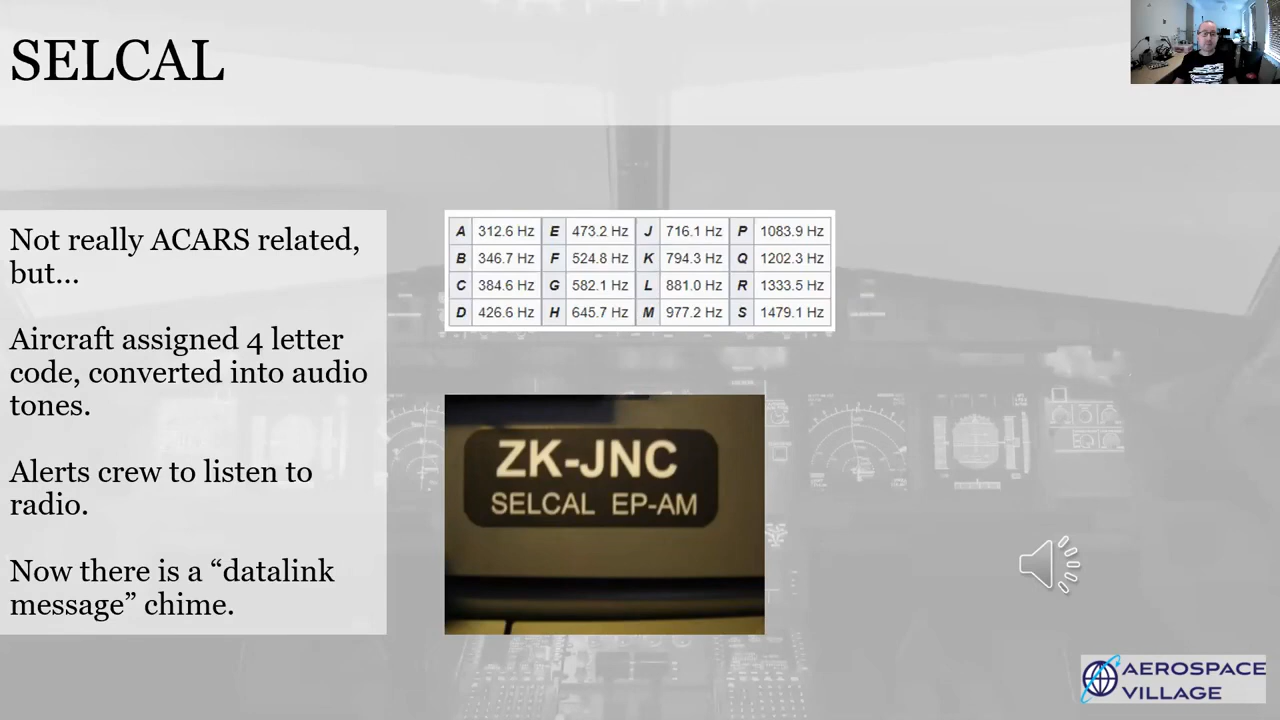 SELCAL
Not really ACARS related,
but...
Aircraft assigned 4 letter
code, converted into audio
tones.
Alerts crew to listen to
radio.
Now there is a “datalink
message” chime.
A 312.6 Hz E 473.2 Hz J 716.1 Hz P 1083.9 Hz
B 346.7 Hz F 524.8 Hz K 794.3 Hz Q 1202.3 Hz
C 384.6 Hz G 582.1 Hz L 881.0 Hz R 1333.5 Hz
D 426.6 Hz H 645.7 Hz M 977.2 Hz S 1479.1 Hz
ZK-JNC
SELCAL EP-AM
AEROSPACE
VILLAGE